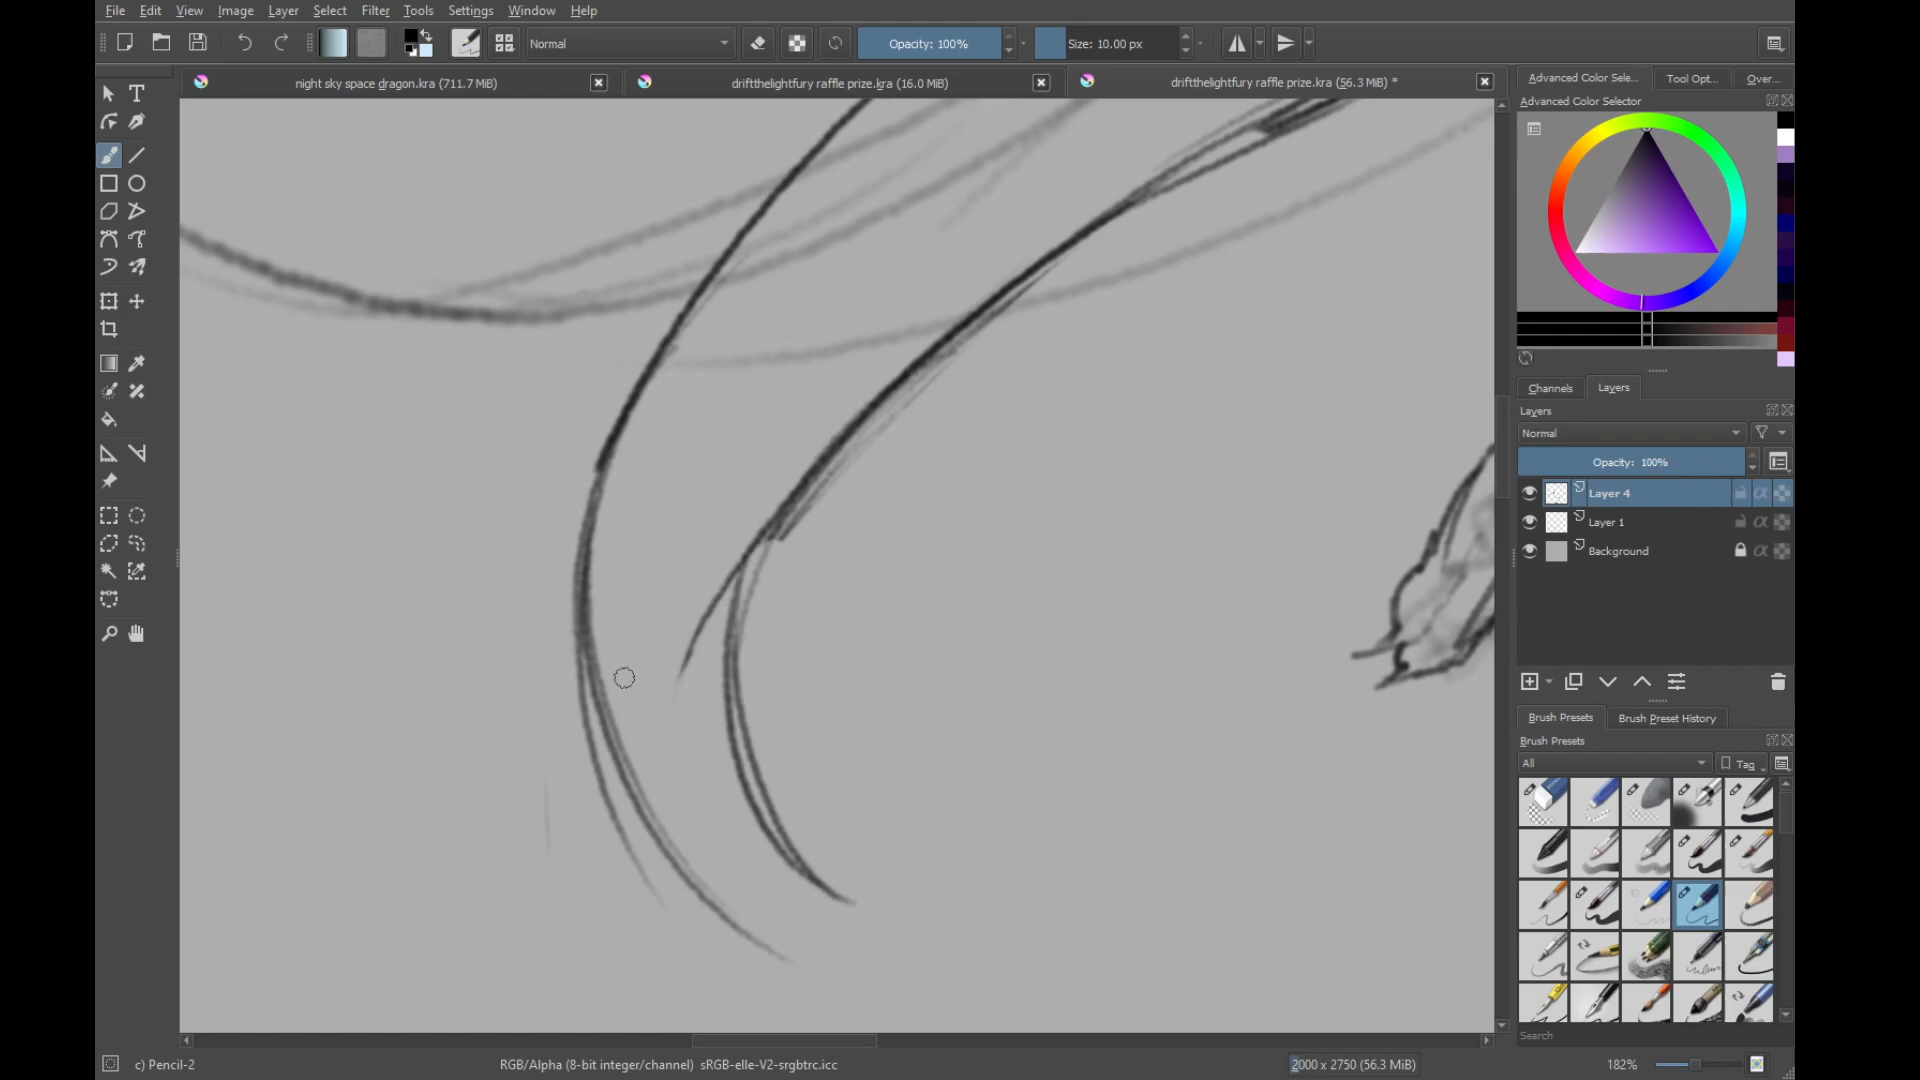 File Edit View Image Layer Select Filter Tools Settings Window Help
Normal Opacity: 100% Size: 10.00 px
night sky space dragon.kra (711.7 MiB) driftthelightfury raffle prize.kra (16.0 MiB) driftthelightfury raffle prize.kra (56.3 MiB) *
Advanced Color Sele... Tool Opt... Over...
Advanced Color Selector
Channels Layers
Layers
Normal
Opacity: 100%
Layer 4
Layer 1
Background
Brush Presets Brush Preset History
Brush Presets
All Tag
Search
c) Pencil-2 RGB/Alpha (8-bit integer/channel) sRGB-elle-V2-srgbtrc.icc 2000 x 2750 (56.3 MiB) 182%